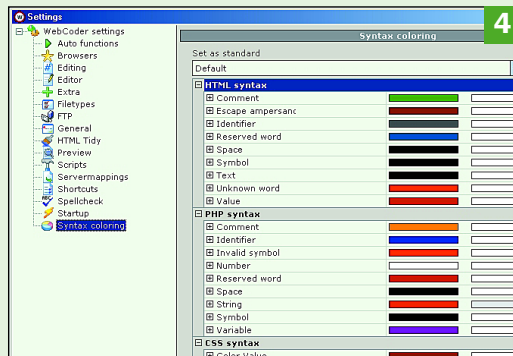 Settings
4
WebCoder settings
Auto functions
Browsers
Editing
Editor
Extra
Filetypes
FTP
General
HTML Tidy
Preview
Scripts
Servermappings
Shortcuts
Spellcheck
Startup
Syntax coloring
Syntax coloring
Set as standard
Default
HTML syntax
Comment
Escape ampersanc
Identifier
Reserved word
Space
Symbol
Text
Unknown word
Value
PHP syntax
Comment
Identifier
Invalid symbol
Number
Reserved word
Space
String
Symbol
Variable
CSS syntax
Color Value